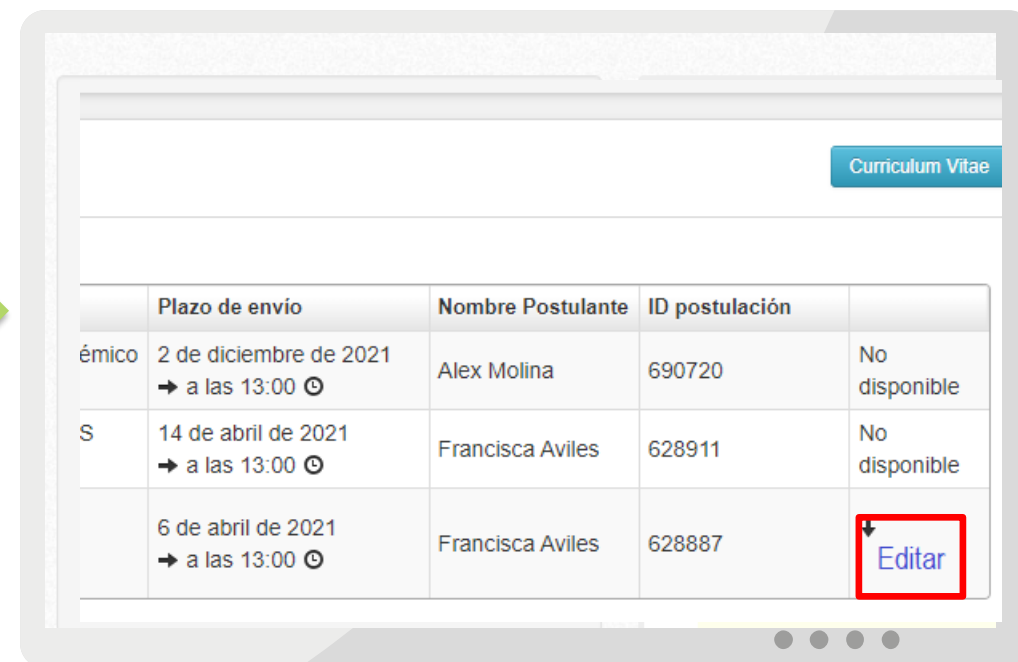 Curriculum Vitae
Plazo de envío Nombre Postulante ID postulación
émico 2 de diciembre de 2021 Alex Molina 690720 No
→ a las 13:00 disponible
S 14 de abril de 2021 Francisca Aviles 628911 No
→ a las 13:00 disponible
6 de abril de 2021 Francisca Aviles 628887 Editar
→ a las 13:00